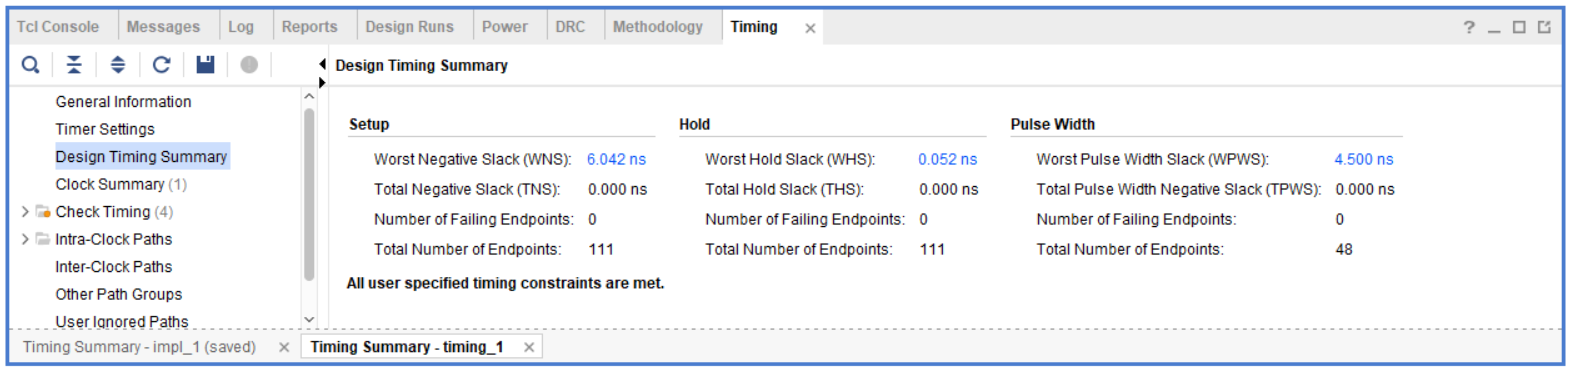 Tcl Console Messages Log Reports Design Runs Power DRC Methodology Timing × ?
Design Timing Summary
General Information
Timer Settings
Design Timing Summary
Clock Summary (1)
Check Timing (4)
Intra-Clock Paths
Inter-Clock Paths
Other Path Groups
User Ignored Paths
Setup Hold Pulse Width
Worst Negative Slack (WNS): 6.042 ns Worst Hold Slack (WHS): 0.052 ns Worst Pulse Width Slack (WPWS): 4.500 ns
Total Negative Slack (TNS): 0.000 ns Total Hold Slack (THS): 0.000 ns Total Pulse Width Negative Slack (TPWS): 0.000 ns
Number of Failing Endpoints: 0 Number of Failing Endpoints: 0 Number of Failing Endpoints: 0
Total Number of Endpoints: 111 Total Number of Endpoints: 111 Total Number of Endpoints: 48
All user specified timing constraints are met.
Timing Summary - impl_1 (saved) × Timing Summary - timing_1 ×